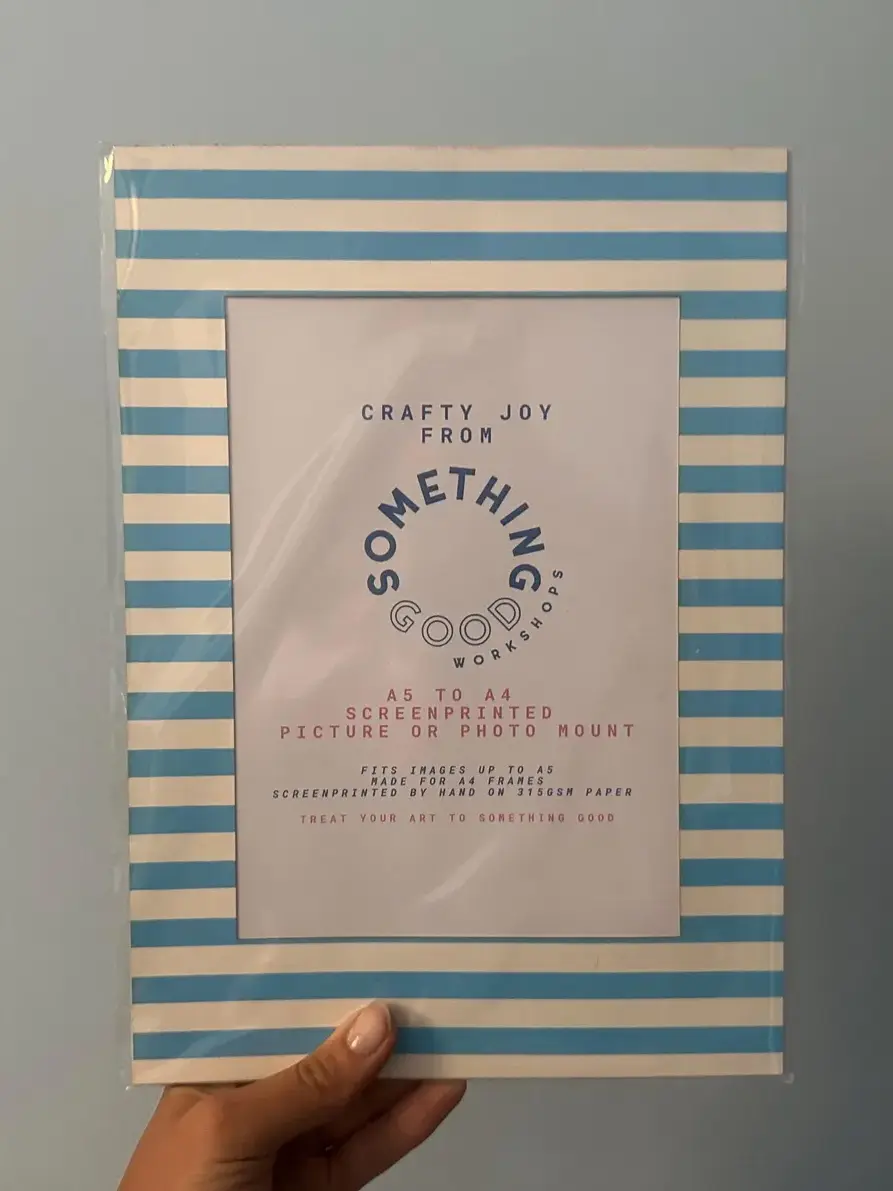 CRAFTY JOY
FROM
SOMETHING
GOOD
WORKSHOPS
A5 TO A4
SCREENPRINTED
PICTURE OR PHOTO MOUNT
FITS IMAGES UP TO A5
MADE FOR A4 FRAMES
SCREENPRINTED BY HAND ON 315GSM PAPER
TREAT YOUR ART TO SOMETHING GOOD